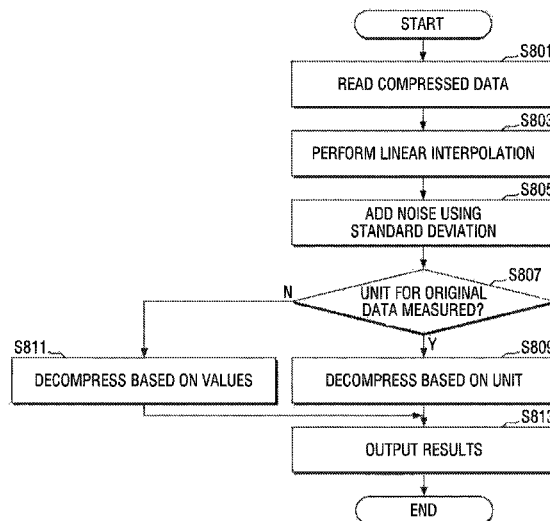 START
S801
READ COMPRESSED DATA
S803
PERFORM LINEAR INTERPOLATION
S805
ADD NOISE USING
STANDARD DEVIATION
S807
UNIT FOR ORIGINAL
DATA MEASURED?
N
Y
S811
DECOMPRESS BASED ON VALUES
S809
DECOMPRESS BASED ON UNIT
S813
OUTPUT RESULTS
END